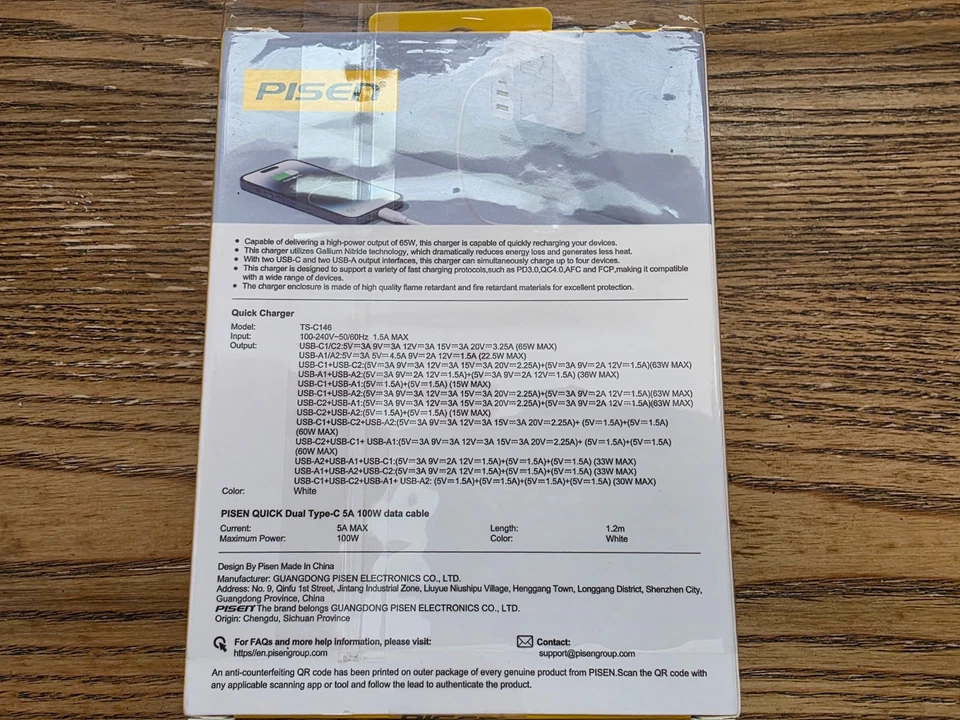 PISEN
• Capable of delivering a high-power output of 65W, this charger is capable of quickly recharging your devices.
• This charger utilizes Gallium Nitride technology, which dramatically reduces energy loss and generates less heat.
• With two USB-C and two USB-A output interfaces, this charger can simultaneously charge up to four devices.
• This charger is designed to support a variety of fast charging protocols,such as PD3.0,QC4.0,AFC and FCP,making it compatible
with a wide range of devices.
• The charger enclosure is made of high quality flame retardant and fire retardant materials for excellent protection.
Quick Charger
Model: TS-C146
Input: 100-240V~50/60Hz 1.5A MAX
Output: USB-C1/C2:5V⎓3A 9V⎓3A 12V⎓3A 15V⎓3A 20V⎓3.25A (65W MAX)
USB-A1/A2:5V⎓3A 5V⎓4.5A 9V⎓2A 12V⎓1.5A (22.5W MAX)
USB-C1+USB-C2:(5V⎓3A 9V⎓3A 12V⎓3A 15V⎓3A 20V⎓2.25A)+(5V⎓3A 9V⎓2A 12V⎓1.5A)(63W MAX)
USB-A1+USB-A2:(5V⎓3A 9V⎓2A 12V⎓1.5A)+(5V⎓3A 9V⎓2A 12V⎓1.5A) (36W MAX)
USB-C1+USB-A1:(5V⎓1.5A)+(5V⎓1.5A) (15W MAX)
USB-C1+USB-A2:(5V⎓3A 9V⎓3A 12V⎓3A 15V⎓3A 20V⎓2.25A)+(5V⎓3A 9V⎓2A 12V⎓1.5A)(63W MAX)
USB-C2+USB-A1:(5V⎓3A 9V⎓3A 12V⎓3A 15V⎓3A 20V⎓2.25A)+(5V⎓3A 9V⎓2A 12V⎓1.5A)(63W MAX)
USB-C2+USB-A2:(5V⎓1.5A)+(5V⎓1.5A) (15W MAX)
USB-C1+USB-C2+USB-A2:(5V⎓3A 9V⎓3A 12V⎓3A 15V⎓3A 20V⎓2.25A)+ (5V⎓1.5A)+(5V⎓1.5A)
(60W MAX)
USB-C2+USB-C1+ USB-A1:(5V⎓3A 9V⎓3A 12V⎓3A 15V⎓3A 20V⎓2.25A)+ (5V⎓1.5A)+(5V⎓1.5A)
(60W MAX)
USB-A2+USB-A1+USB-C1:(5V⎓3A 9V⎓2A 12V⎓1.5A)+(5V⎓1.5A)+(5V⎓1.5A) (33W MAX)
USB-A1+USB-A2+USB-C2:(5V⎓3A 9V⎓2A 12V⎓1.5A)+(5V⎓1.5A)+(5V⎓1.5A) (33W MAX)
USB-C1+USB-C2+USB-A1+ USB-A2: (5V⎓1.5A)+(5V⎓1.5A)+(5V⎓1.5A)+(5V⎓1.5A) (30W MAX)
Color: White
PISEN QUICK Dual Type-C 5A 100W data cable
Current: 5A MAX Length: 1.2m
Maximum Power: 100W Color: White
Design By Pisen Made In China
Manufacturer: GUANGDONG PISEN ELECTRONICS CO., LTD.
Address: No. 9, Qinfu 1st Street, Jintang Industrial Zone, Liuyue Niushipu Village, Henggang Town, Longgang District, Shenzhen City,
Guangdong Province, China
PISEN The brand belongs GUANGDONG PISEN ELECTRONICS CO., LTD.
Origin: Chengdu, Sichuan Province
For FAQs and more help information, please visit:
https//en.pisengroup.com
Contact:
support@pisengroup.com
An anti-counterfeiting QR code has been printed on outer package of every genuine product from PISEN.Scan the QR code with
any applicable scanning app or tool and follow the lead to authenticate the product.
PISEN